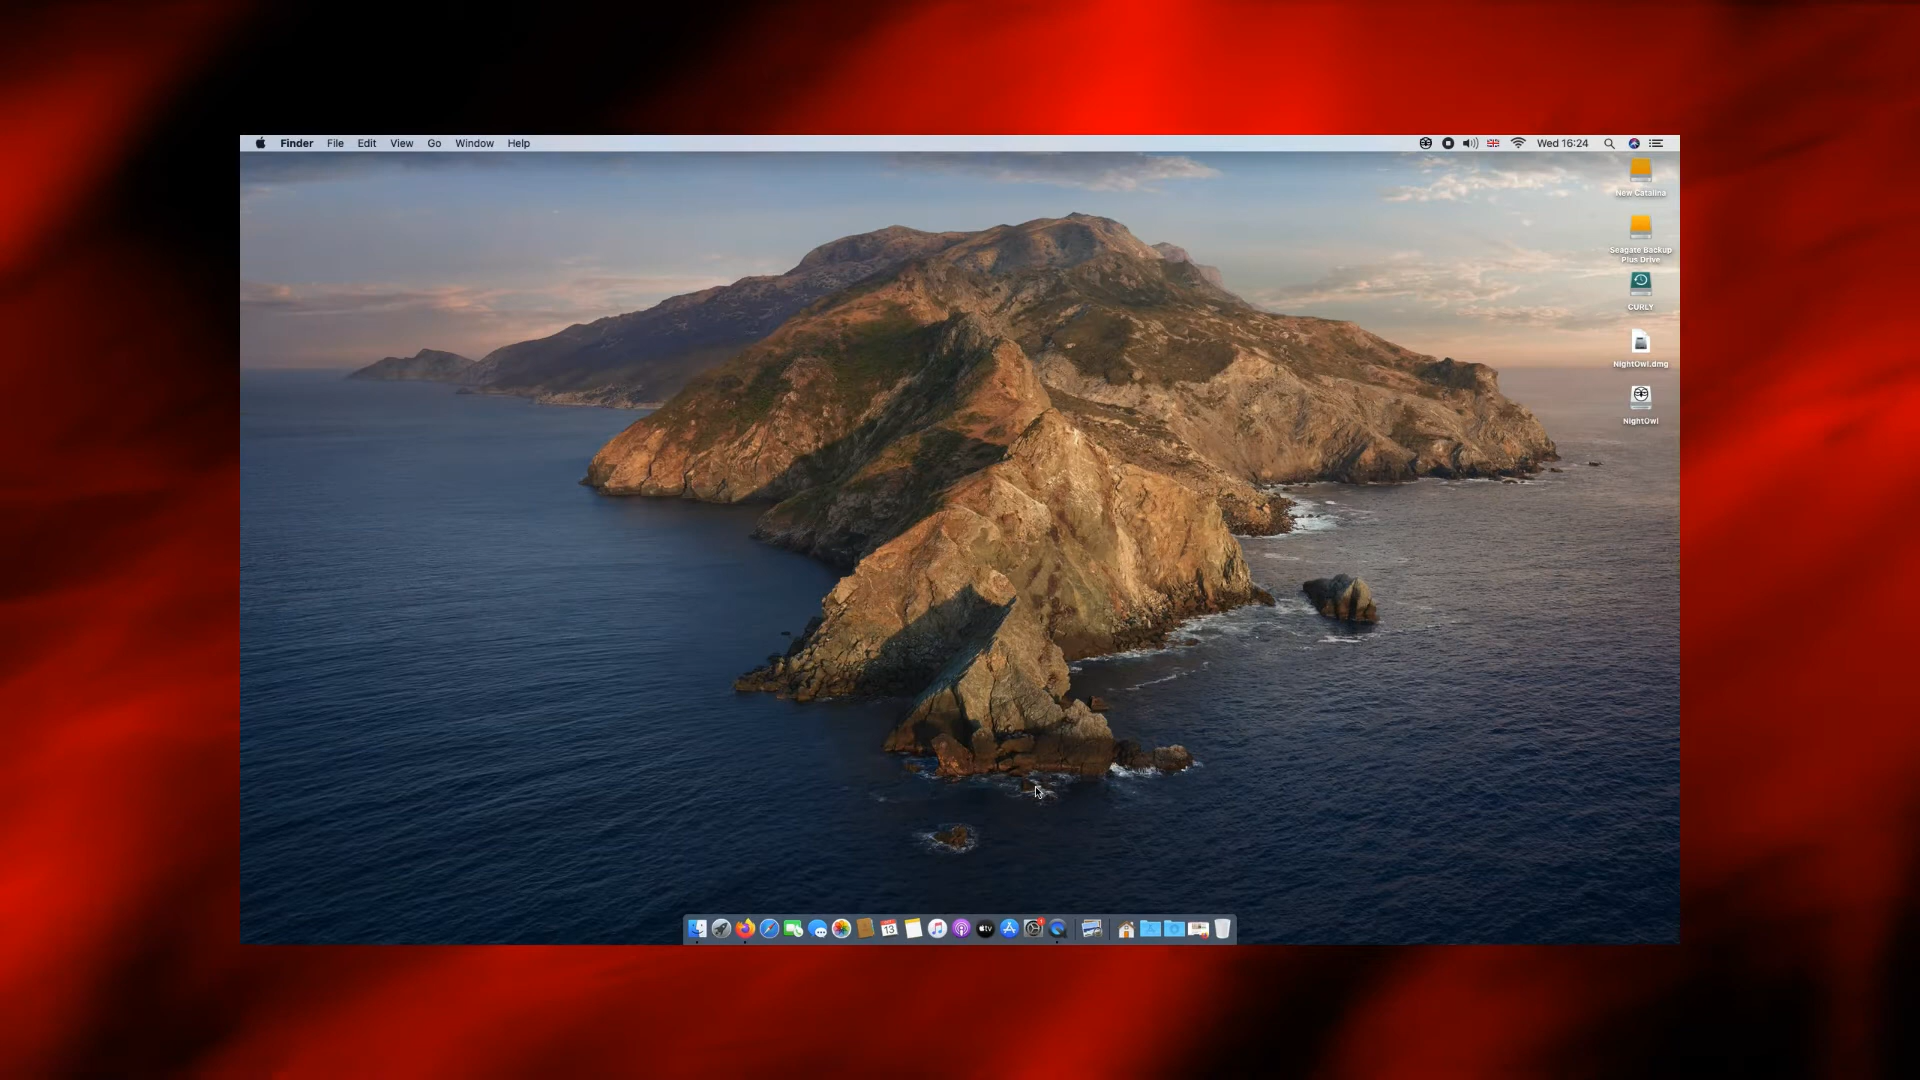 Finder File Edit View Go Window Help
Wed 16:24
New Catalina
Seagate Backup
Plus Drive
CURLY
NightOwl.dmg
NightOwl
tv
13